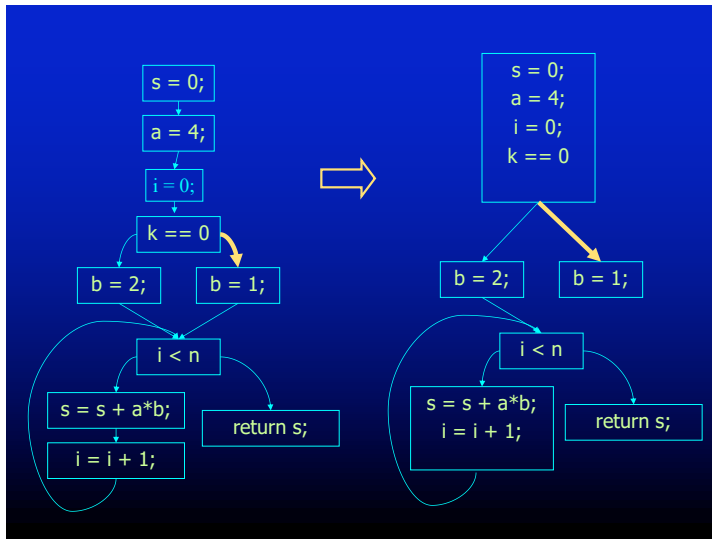 s = 0;
a = 4;
i = 0;
k == 0
b = 2;
b = 1;
i < n
s = s + a*b;
return s;
i = i + 1;
s = 0;
a = 4;
i = 0;
k == 0
b = 2;
b = 1;
i < n
s = s + a*b;
i = i + 1;
return s;